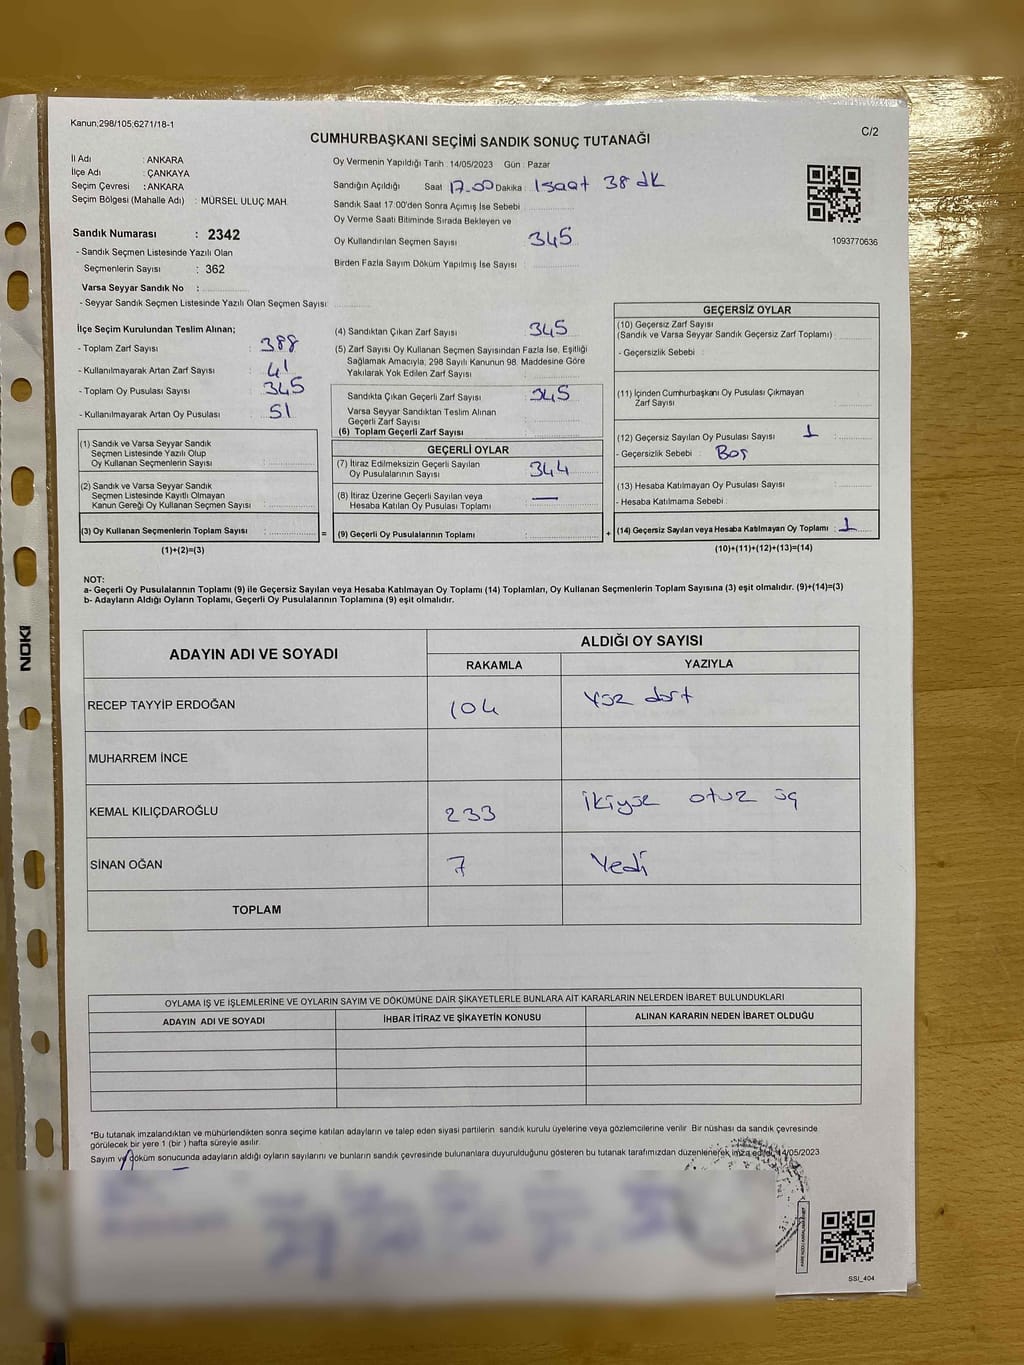 Kanun;298/105;6271/18-1
C/2
CUMHURBAŞKANI SEÇİMİ SANDIK SONUÇ TUTANAĞI
İl Adı : ANKARA
İlçe Adı : ÇANKAYA
Seçim Çevresi : ANKARA
Seçim Bölgesi (Mahalle Adı) : MÜRSEL ULUÇ MAH.
Sandık Numarası : 2342
- Sandık Seçmen Listesinde Yazılı Olan
Seçmenlerin Sayısı : 362
Varsa Seyyar Sandık No :
- Seyyar Sandık Seçmen Listesinde Yazılı Olan Seçmen Sayısı :
Oy Vermenin Yapıldığı Tarih : 14/05/2023 Gün : Pazar
Sandığın Açıldığı Saat 17.00 Dakika : 1 saat 38 dk
Sandık Saat 17:00'den Sonra Açımış İse Sebebi
Oy Verme Saati Bitiminde Sırada Bekleyen ve
Oy Kullandırılan Seçmen Sayısı 345
Birden Fazla Sayım Döküm Yapılmış İse Sayısı :
1093770636
İlçe Seçim Kurulundan Teslim Alınan;
- Toplam Zarf Sayısı : 388
- Kullanılmayarak Artan Zarf Sayısı : 41
- Toplam Oy Pusulası Sayısı : 345
- Kullanılmayarak Artan Oy Pusulası : 51
(1) Sandık ve Varsa Seyyar Sandık
Seçmen Listesinde Yazılı Olup
Oy Kullanan Seçmenlerin Sayısı :
(2) Sandık ve Varsa Seyyar Sandık
Seçmen Listesinde Kayıtlı Olmayan
Kanun Gereği Oy Kullanan Seçmen Sayısı :
(3) Oy Kullanan Seçmenlerin Toplam Sayısı :
(1)+(2)=(3)
=
(4) Sandıktan Çıkan Zarf Sayısı 345
(5) Zarf Sayısı Oy Kullanan Seçmen Sayısından Fazla İse, Eşitliği
Sağlamak Amacıyla, 298 Sayılı Kanunun 98. Maddesine Göre
Yakılarak Yok Edilen Zarf Sayısı :
Sandıkta Çıkan Geçerli Zarf Sayısı : 345
Varsa Seyyar Sandıktan Teslim Alınan
Geçerli Zarf Sayısı :
(6) Toplam Geçerli Zarf Sayısı :
GEÇERLİ OYLAR
(7) İtiraz Edilmeksizin Geçerli Sayılan
Oy Pusulalarının Sayısı : 344
(8) İtiraz Üzerine Geçerli Sayılan veya
Hesaba Katılan Oy Pusulası Toplamı : —
(9) Geçerli Oy Pusulalarının Toplamı :
+
GEÇERSİZ OYLAR
(10) Geçersiz Zarf Sayısı
(Sandık ve Varsa Seyyar Sandık Geçersiz Zarf Toplamı) :
- Geçersizlik Sebebi :
(11) İçinden Cumhurbaşkanı Oy Pusulası Çıkmayan
Zarf Sayısı :
(12) Geçersiz Sayılan Oy Pusulası Sayısı 1 :
- Geçersizlik Sebebi : Boş
(13) Hesaba Katılmayan Oy Pusulası Sayısı :
- Hesaba Katılmama Sebebi :
(14) Geçersiz Sayılan veya Hesaba Katılmayan Oy Toplamı : 1
(10)+(11)+(12)+(13)=(14)
NOT:
a- Geçerli Oy Pusulalarının Toplamı (9) ile Geçersiz Sayılan veya Hesaba Katılmayan Oy Toplamı (14) Toplamları, Oy Kullanan Seçmenlerin Toplam Sayısına (3) eşit olmalıdır. (9)+(14)=(3)
b- Adayların Aldığı Oyların Toplamı, Geçerli Oy Pusulalarının Toplamına (9) eşit olmalıdır.
NOKI
ADAYIN ADI VE SOYADI
ALDIĞI OY SAYISI
RAKAMLA YAZIYLA
RECEP TAYYİP ERDOĞAN 104 Yüz dört
MUHARREM İNCE
KEMAL KILIÇDAROĞLU 233 İkiyüz otuz üç
SİNAN OĞAN 7 Yedi
TOPLAM
OYLAMA İŞ VE İŞLEMLERİNE VE OYLARIN SAYIM VE DÖKÜMÜNE DAİR ŞİKAYETLERLE BUNLARA AİT KARARLARIN NELERDEN İBARET BULUNDUKLARI
ADAYIN ADI VE SOYADI İHBAR İTİRAZ VE ŞİKAYETİN KONUSU ALINAN KARARIN NEDEN İBARET OLDUĞU
*Bu tutanak imzalandıktan ve mühürlendikten sonra seçime katılan adayların ve talep eden siyasi partilerin sandık kurulu üyelerine veya gözlemcilerine verilir. Bir nüshası da sandık çevresinde
görülecek bir yere 1 (bir) hafta süreyle asılır.
Sayım ve döküm sonucunda adayların aldığı oyların sayılarını ve bunların sandık çevresinde bulunanlara duyurulduğunu gösteren bu tutanak tarafımızdan düzenlenerek imza edildi. 14/05/2023
SSİ_404